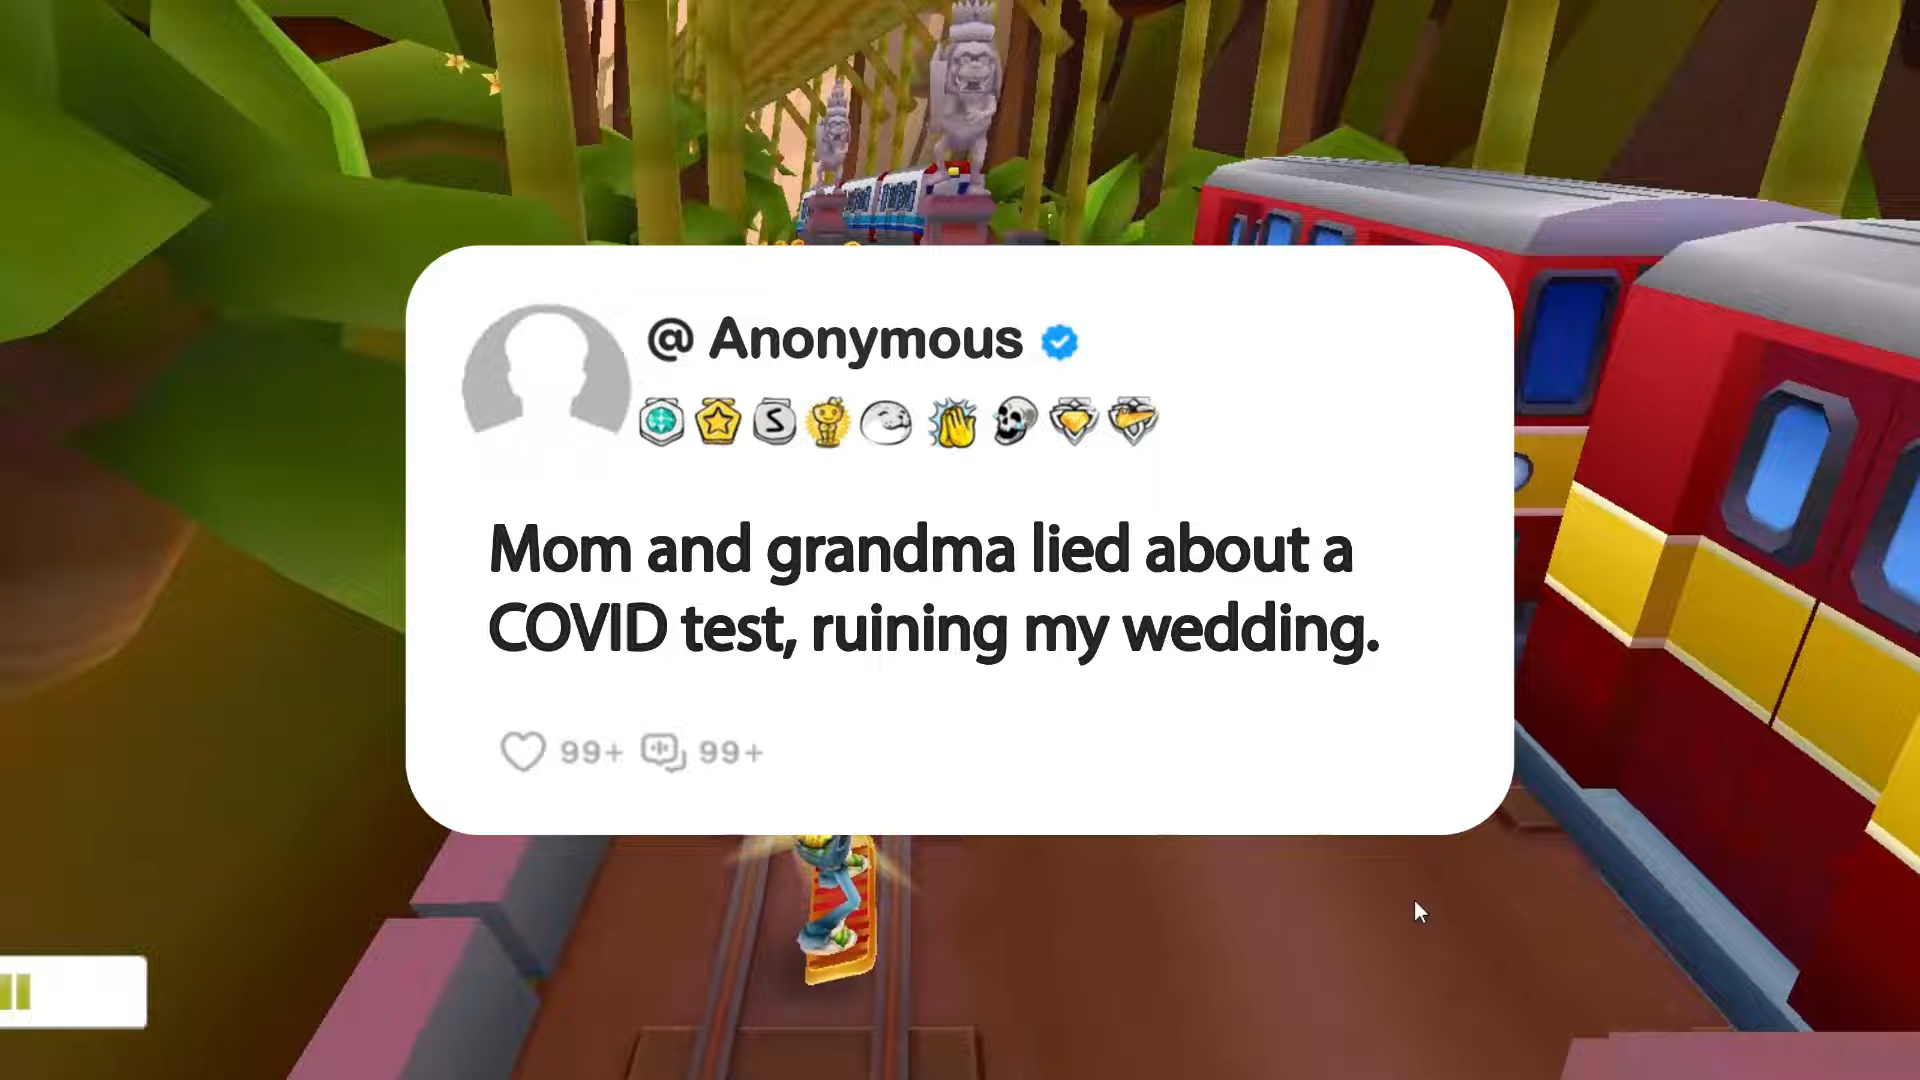 @ Anonymous
S
Mom and grandma lied about a
COVID test, ruining my wedding.
99+ 99+